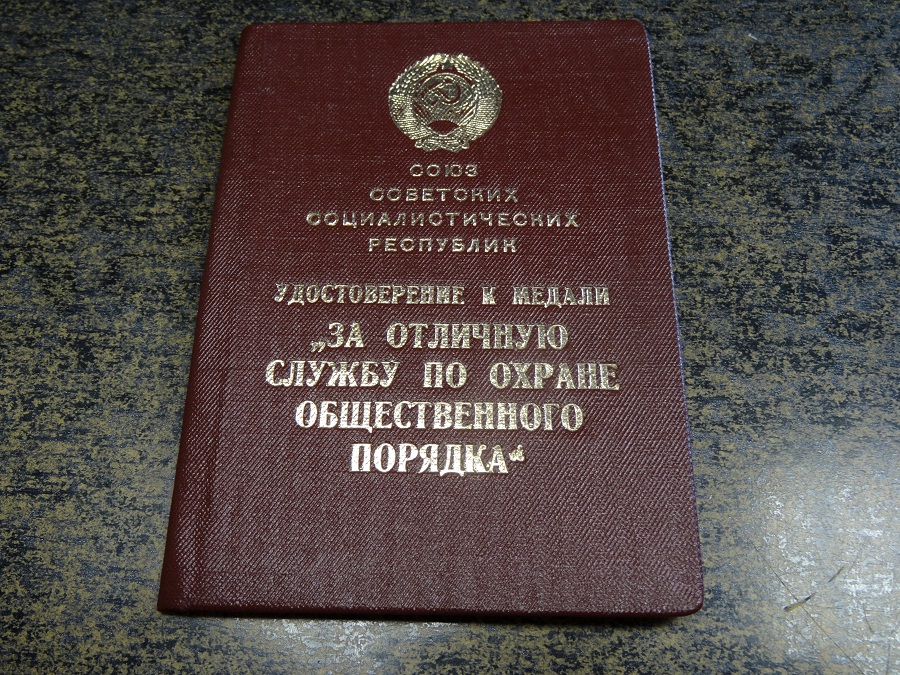 СОЮЗ
СОВЕТСКИХ
СОЦИАЛИСТИЧЕСКИХ
РЕСПУБЛИК
УДОСТОВЕРЕНИЕ К МЕДАЛИ
„ЗА ОТЛИЧНУЮ
СЛУЖБУ ПО ОХРАНЕ
ОБЩЕСТВЕННОГО
ПОРЯДКА“